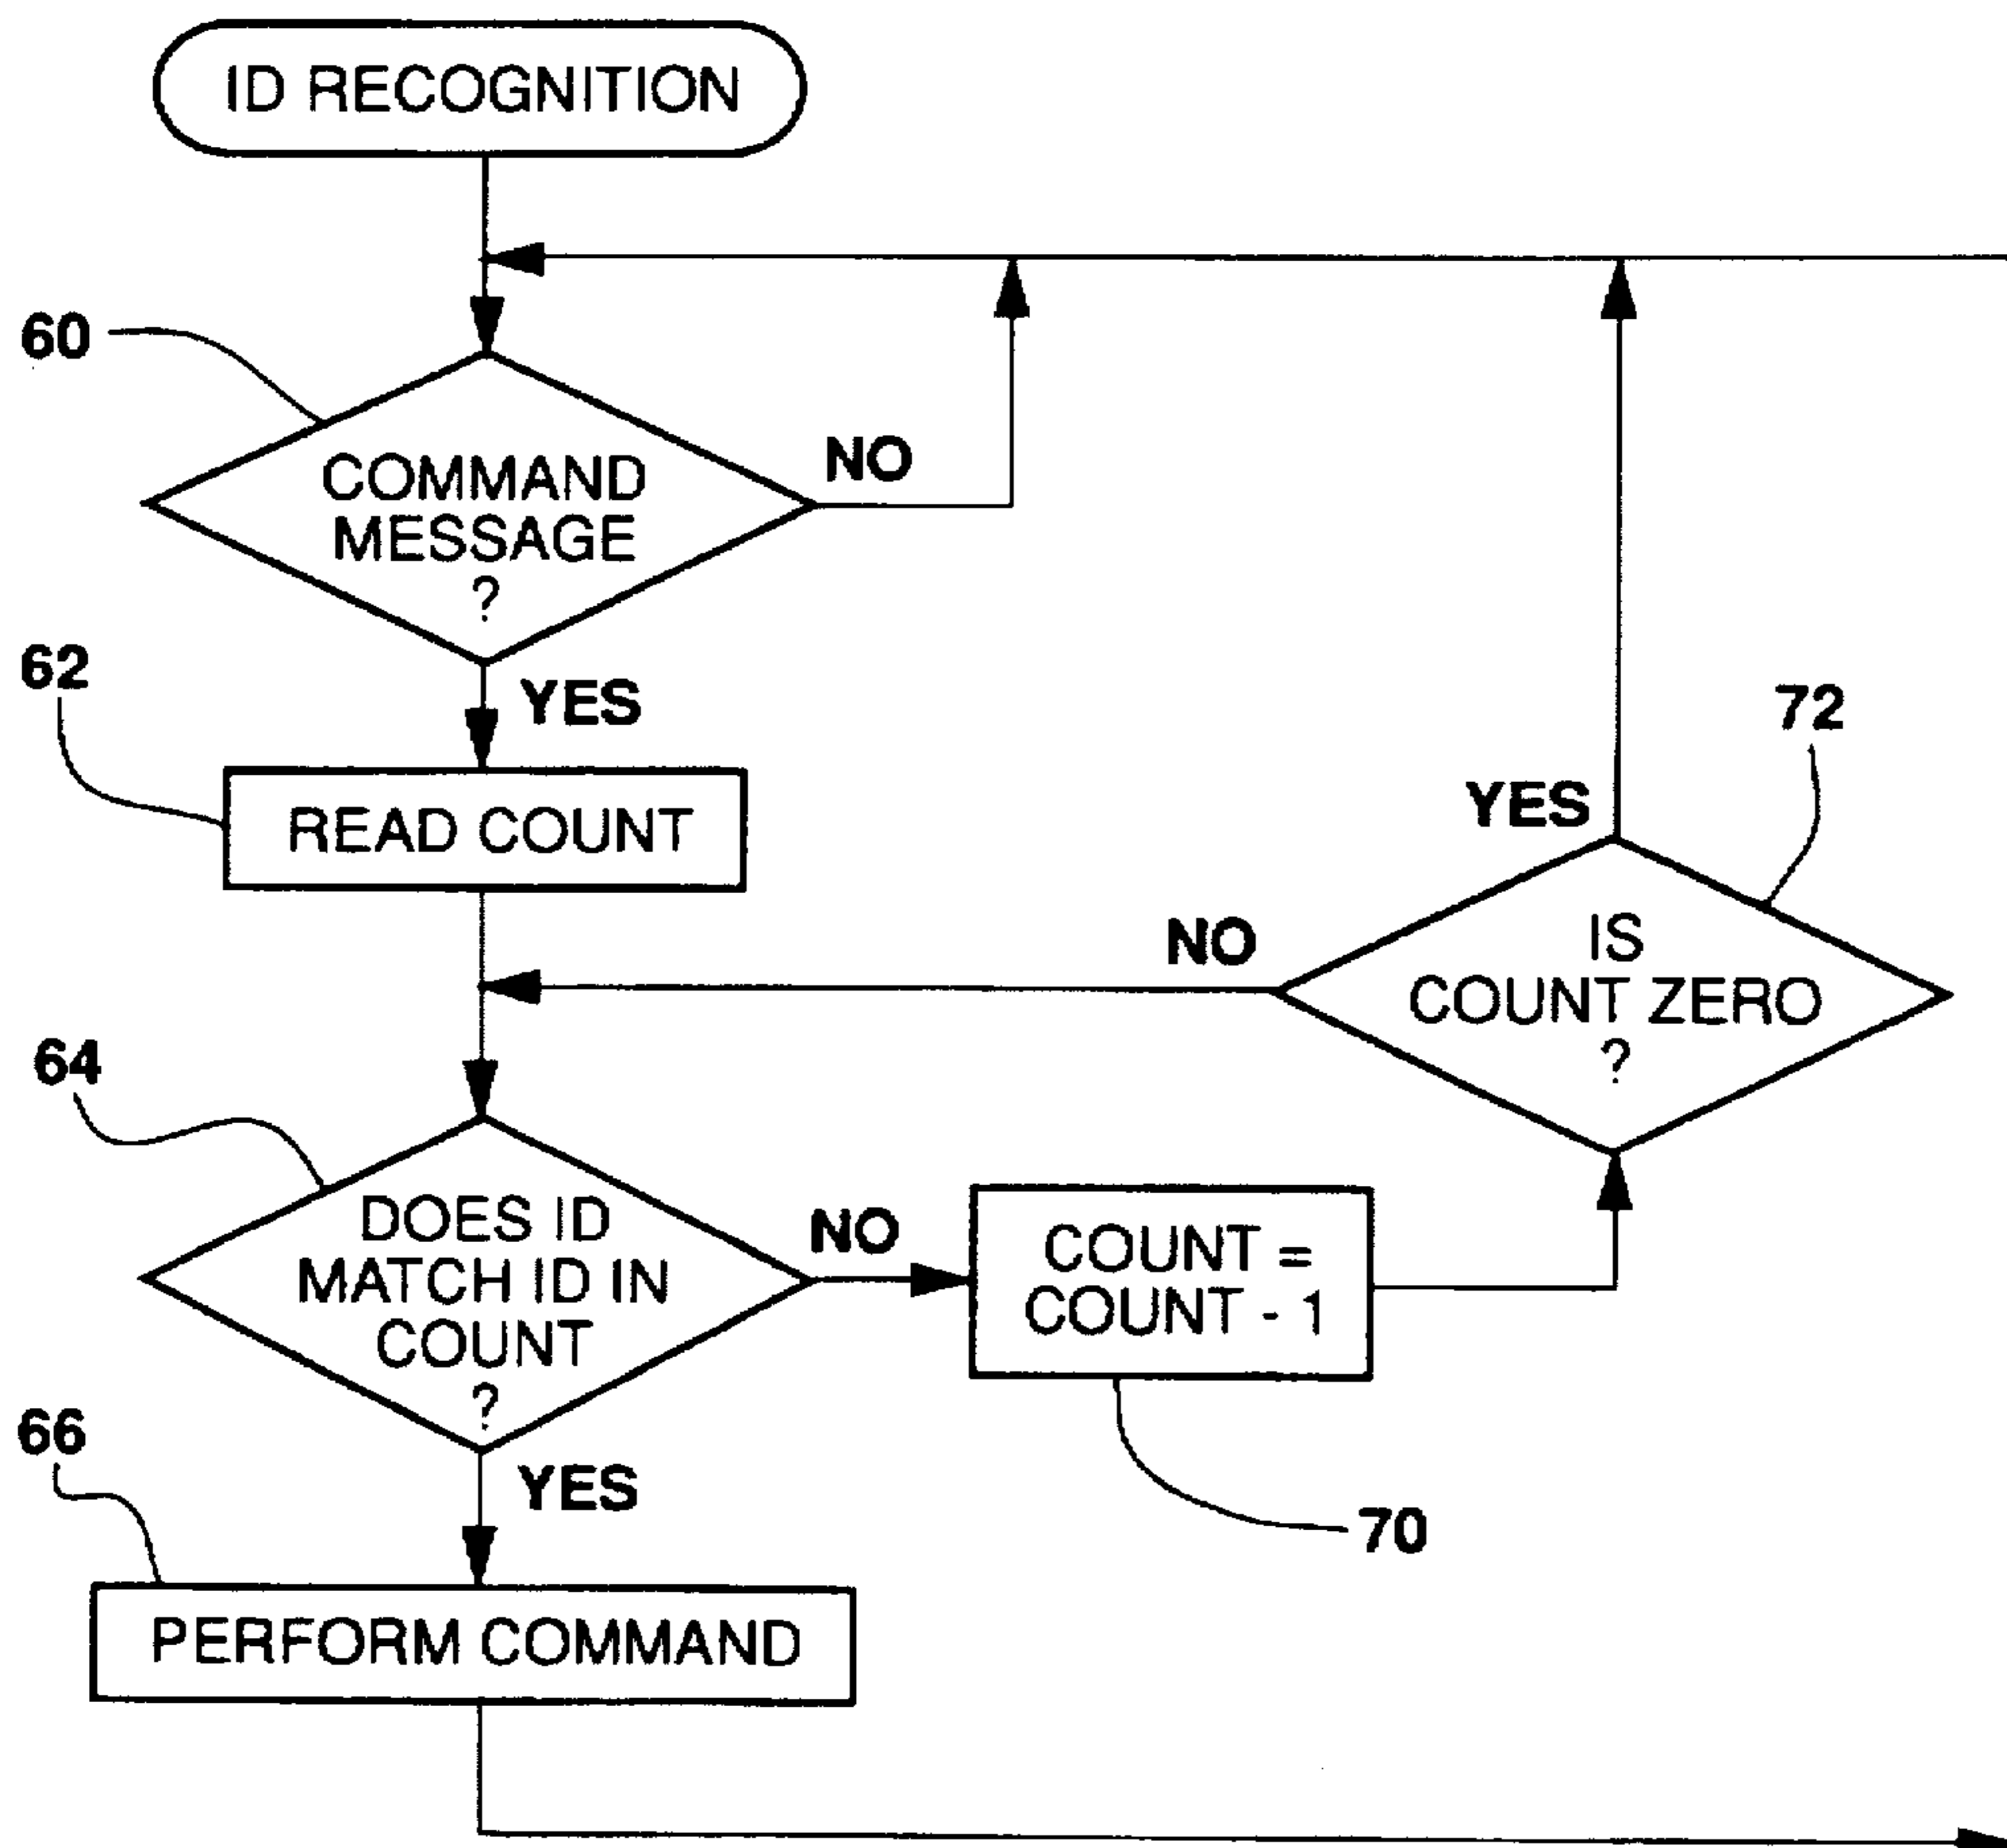 ID RECOGNITION
60
COMMAND
MESSAGE
?
NO
YES
62
READ COUNT
72
YES
NO
IS
COUNT ZERO
?
64
DOES ID
MATCH ID IN
COUNT
?
NO
COUNT =
COUNT - 1
70
YES
66
PERFORM COMMAND